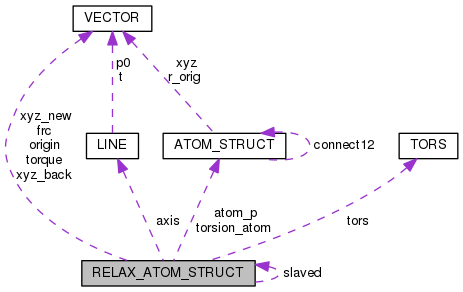 VECTOR
p0
t
xyz
r_orig
xyz_new
frc
origin
torque
xyz_back
LINE
ATOM_STRUCT
connect12
TORS
axis
atom_p
torsion_atom
tors
RELAX_ATOM_STRUCT
slaved